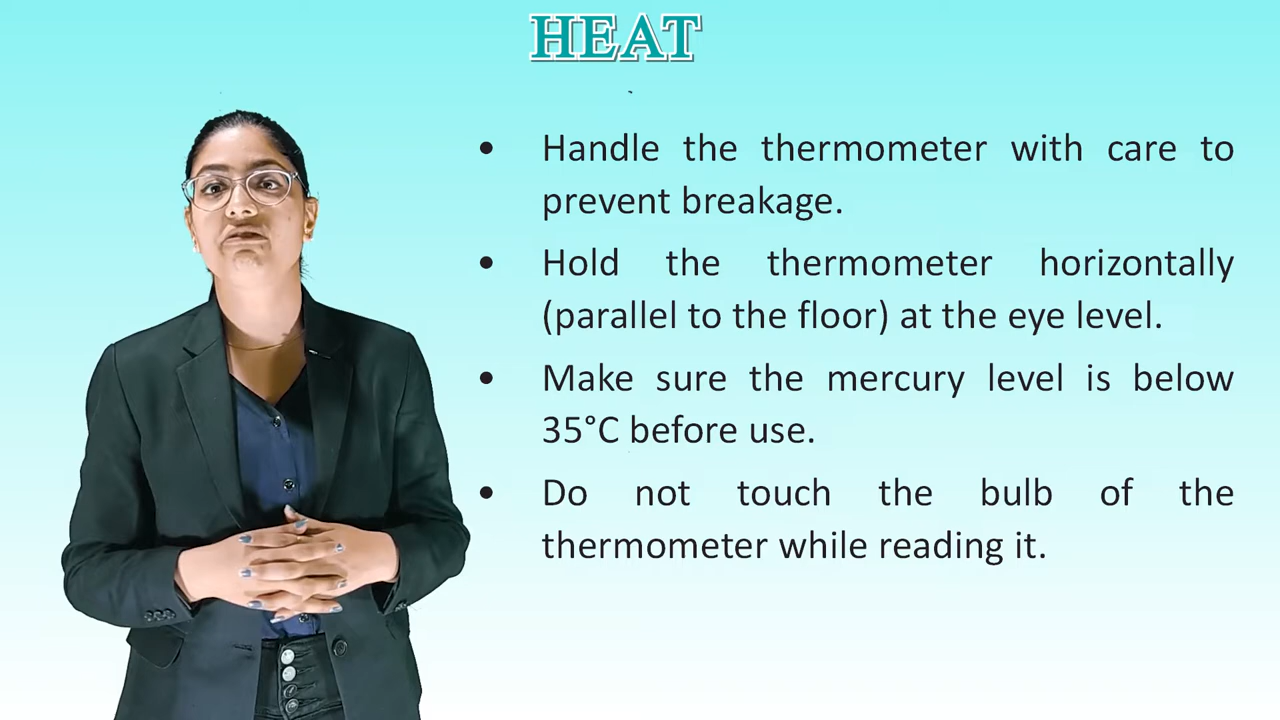 HEAT
• Handle the thermometer with care to
prevent breakage.
• Hold the thermometer horizontally
(parallel to the floor) at the eye level.
• Make sure the mercury level is below
35°C before use.
• Do not touch the bulb of the
thermometer while reading it.